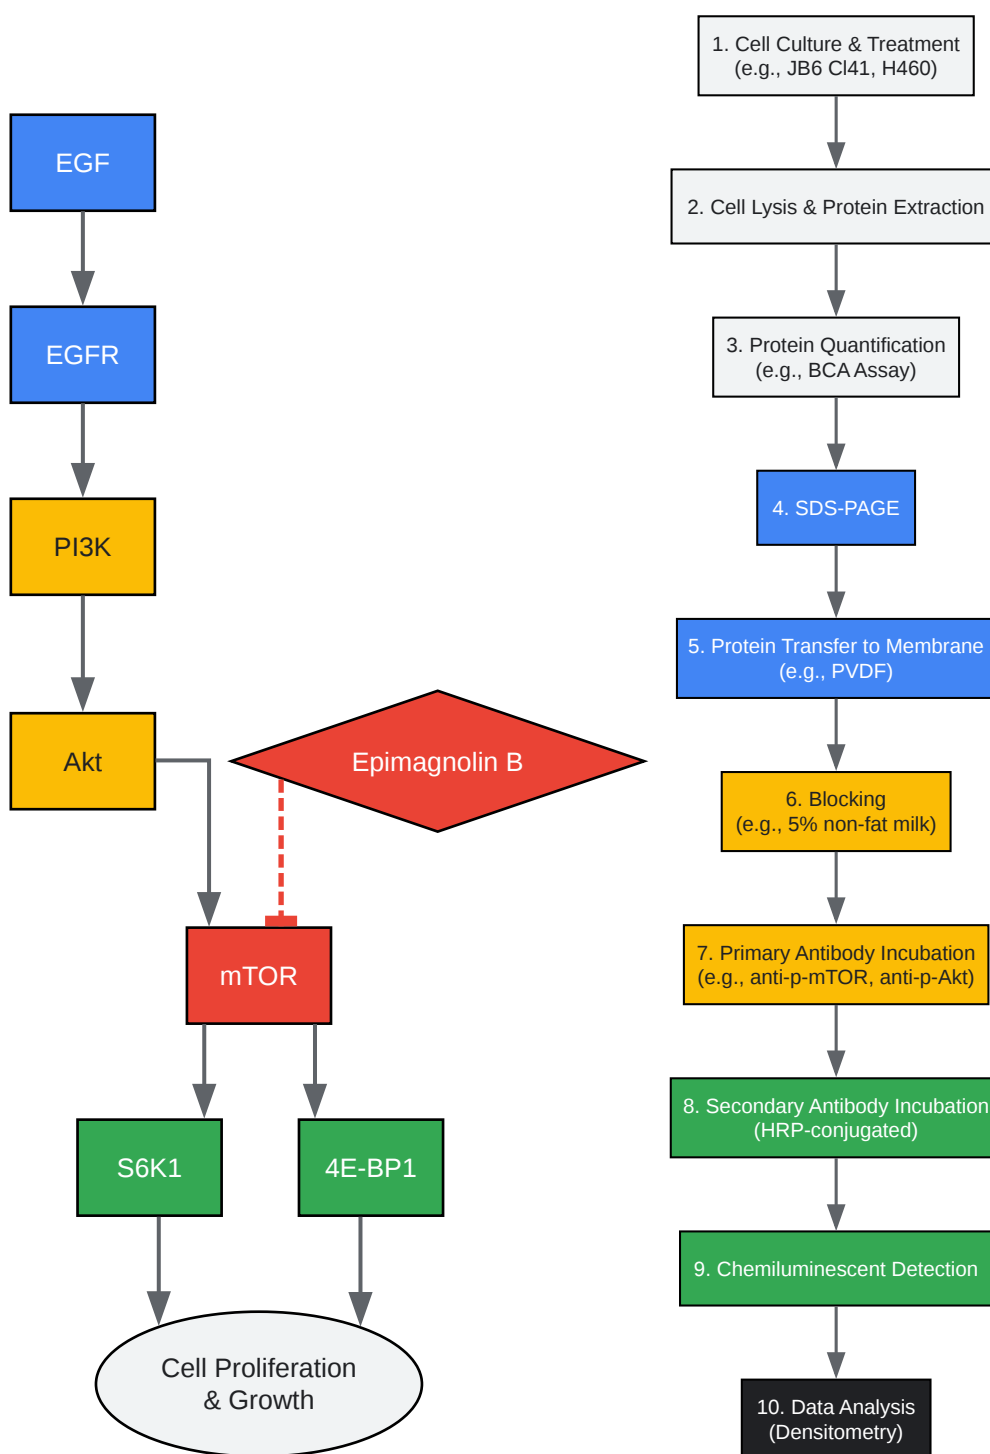 EGF
EGFR
PI3K
Akt
Epimagnolin B
mTOR
S6K1
4E-BP1
Cell Proliferation
& Growth
1. Cell Culture & Treatment
(e.g., JB6 Cl41, H460)
2. Cell Lysis & Protein Extraction
3. Protein Quantification
(e.g., BCA Assay)
4. SDS-PAGE
5. Protein Transfer to Membrane
(e.g., PVDF)
6. Blocking
(e.g., 5% non-fat milk)
7. Primary Antibody Incubation
(e.g., anti-p-mTOR, anti-p-Akt)
8. Secondary Antibody Incubation
(HRP-conjugated)
9. Chemiluminescent Detection
10. Data Analysis
(Densitometry)